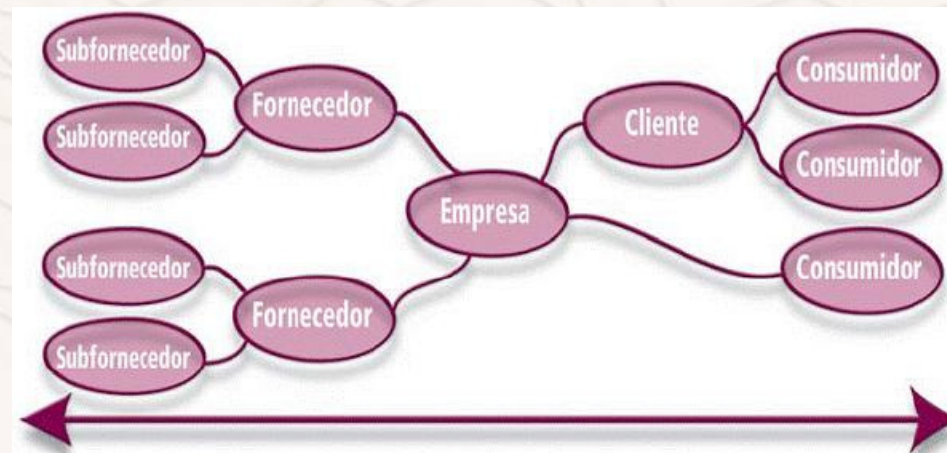 Subfornecedor
Subfornecedor
Fornecedor
Subfornecedor
Subfornecedor
Fornecedor
Empresa
Cliente
Consumidor
Consumidor
Consumidor